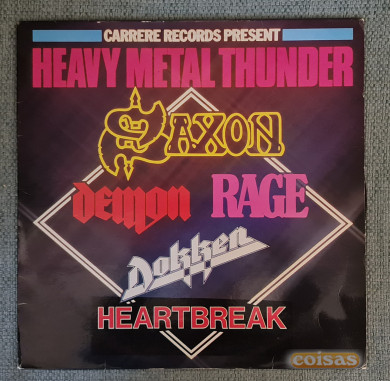 CARRERE RECORDS PRESENT
HEAVY METAL THUNDER
SAXON
DEMON RAGE
Dokken
HEARTBREAK
coisas